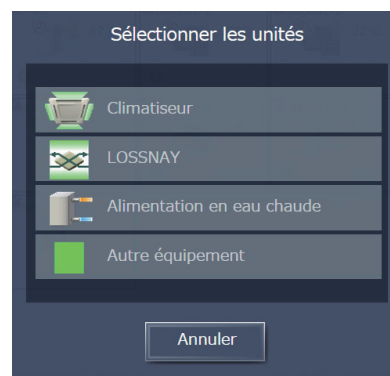 Sélectionner les unités
Climatiseur
LOSSNAY
Alimentation en eau chaude
Autre équipement
Annuler